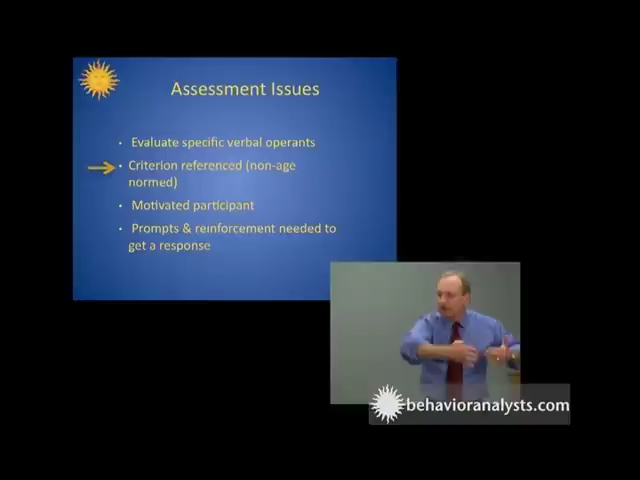 Assessment Issues
• Evaluate specific verbal operants
• Criterion referenced (non-age
normed)
• Motivated participant
• Prompts & reinforcement needed to
get a response
behavioranalysts.com